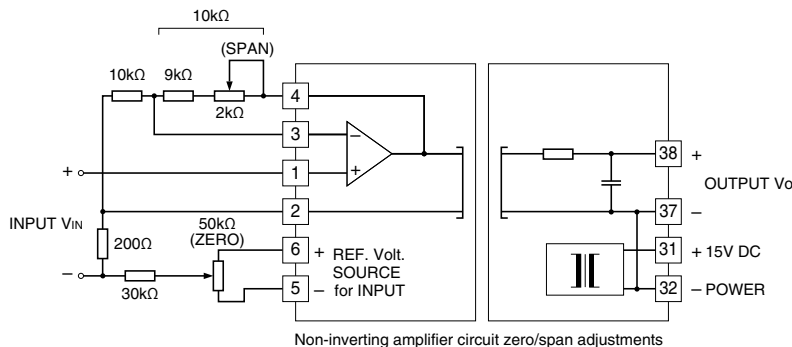 10kΩ
(SPAN)
10kΩ 9kΩ
2kΩ
4
3
1
2
6
5
–
+
+
INPUT VIN
–
200Ω
30kΩ
50kΩ
(ZERO)
+ REF. Volt.
SOURCE
– for INPUT
38 +
OUTPUT Vo
37 –
31 + 15V DC
32 – POWER
Non-inverting amplifier circuit zero/span adjustments